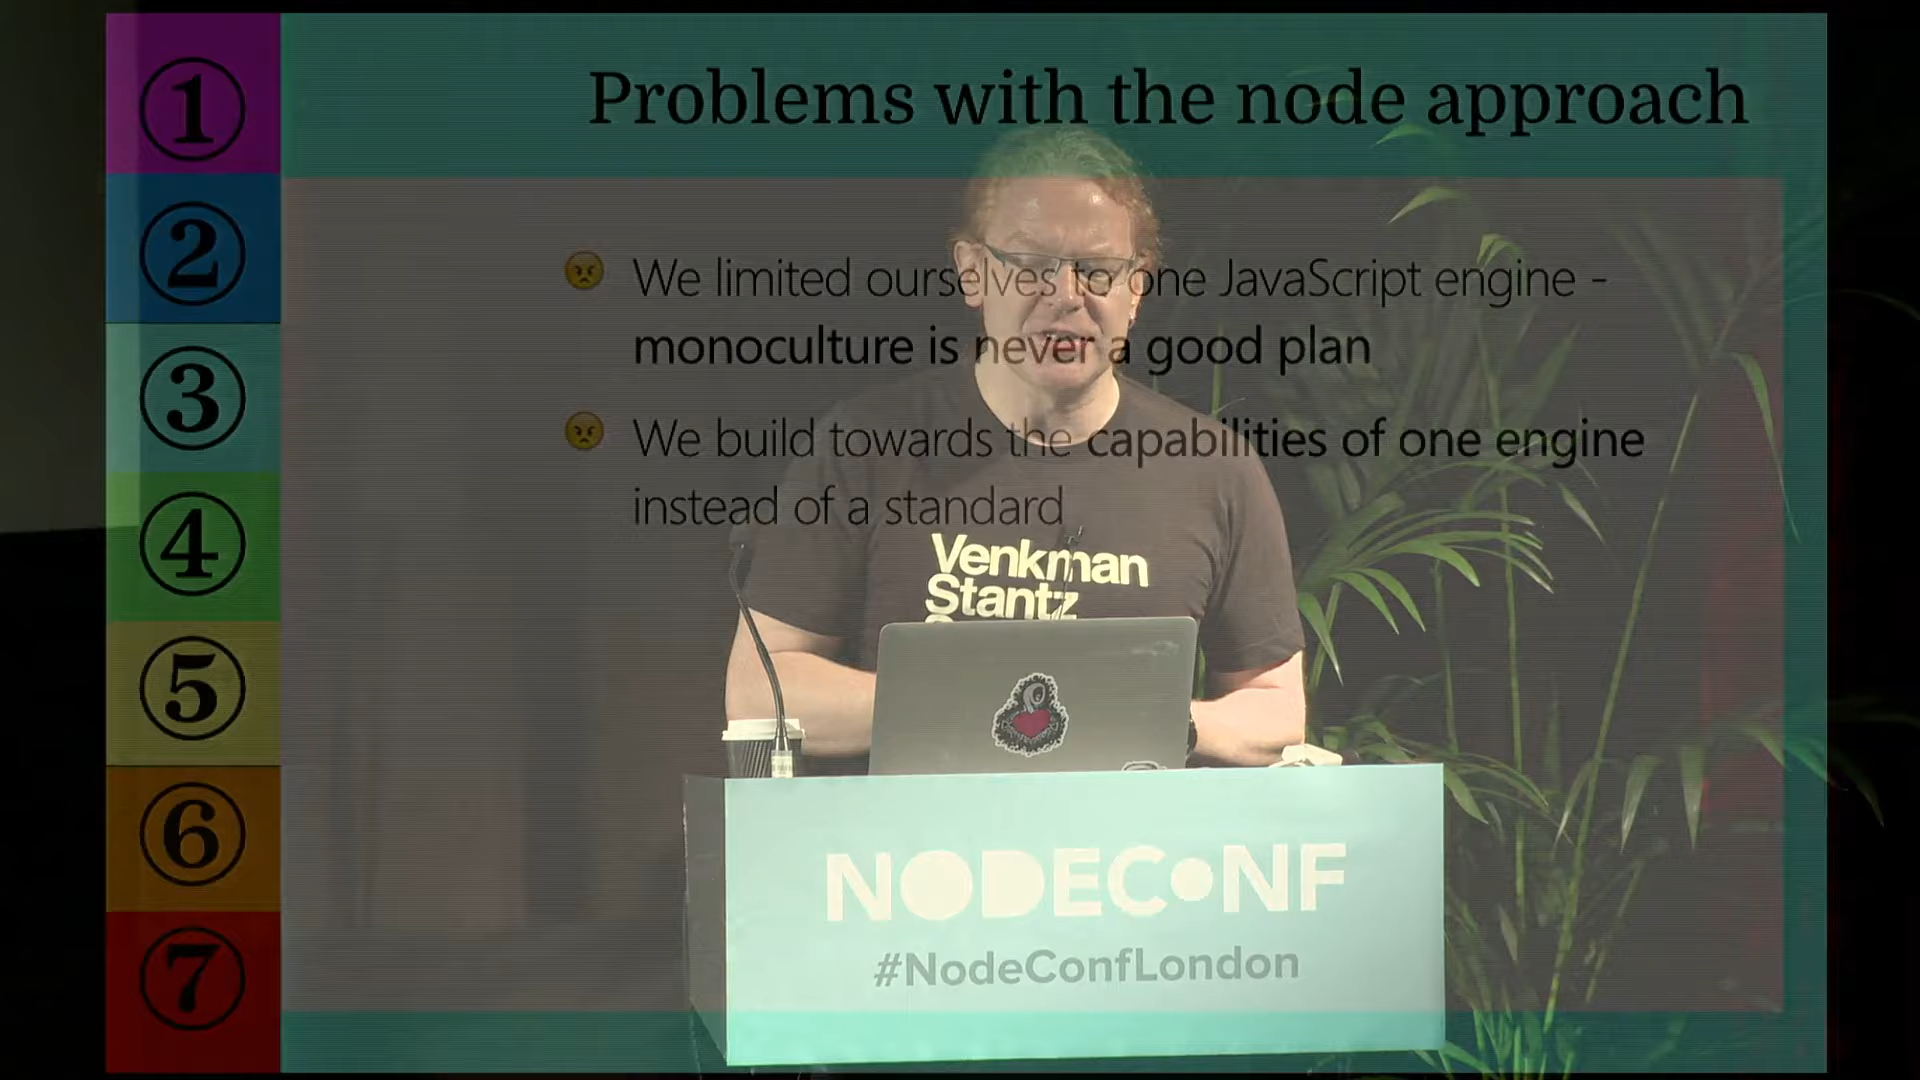 1
2
3
4
5
6
7
Problems with the node approach
We limited ourselves to one JavaScript engine -
monoculture is never a good plan
We build towards the capabilities of one engine
instead of a standard
Venkman
Stantz
NODECONF
#NodeConfLondon